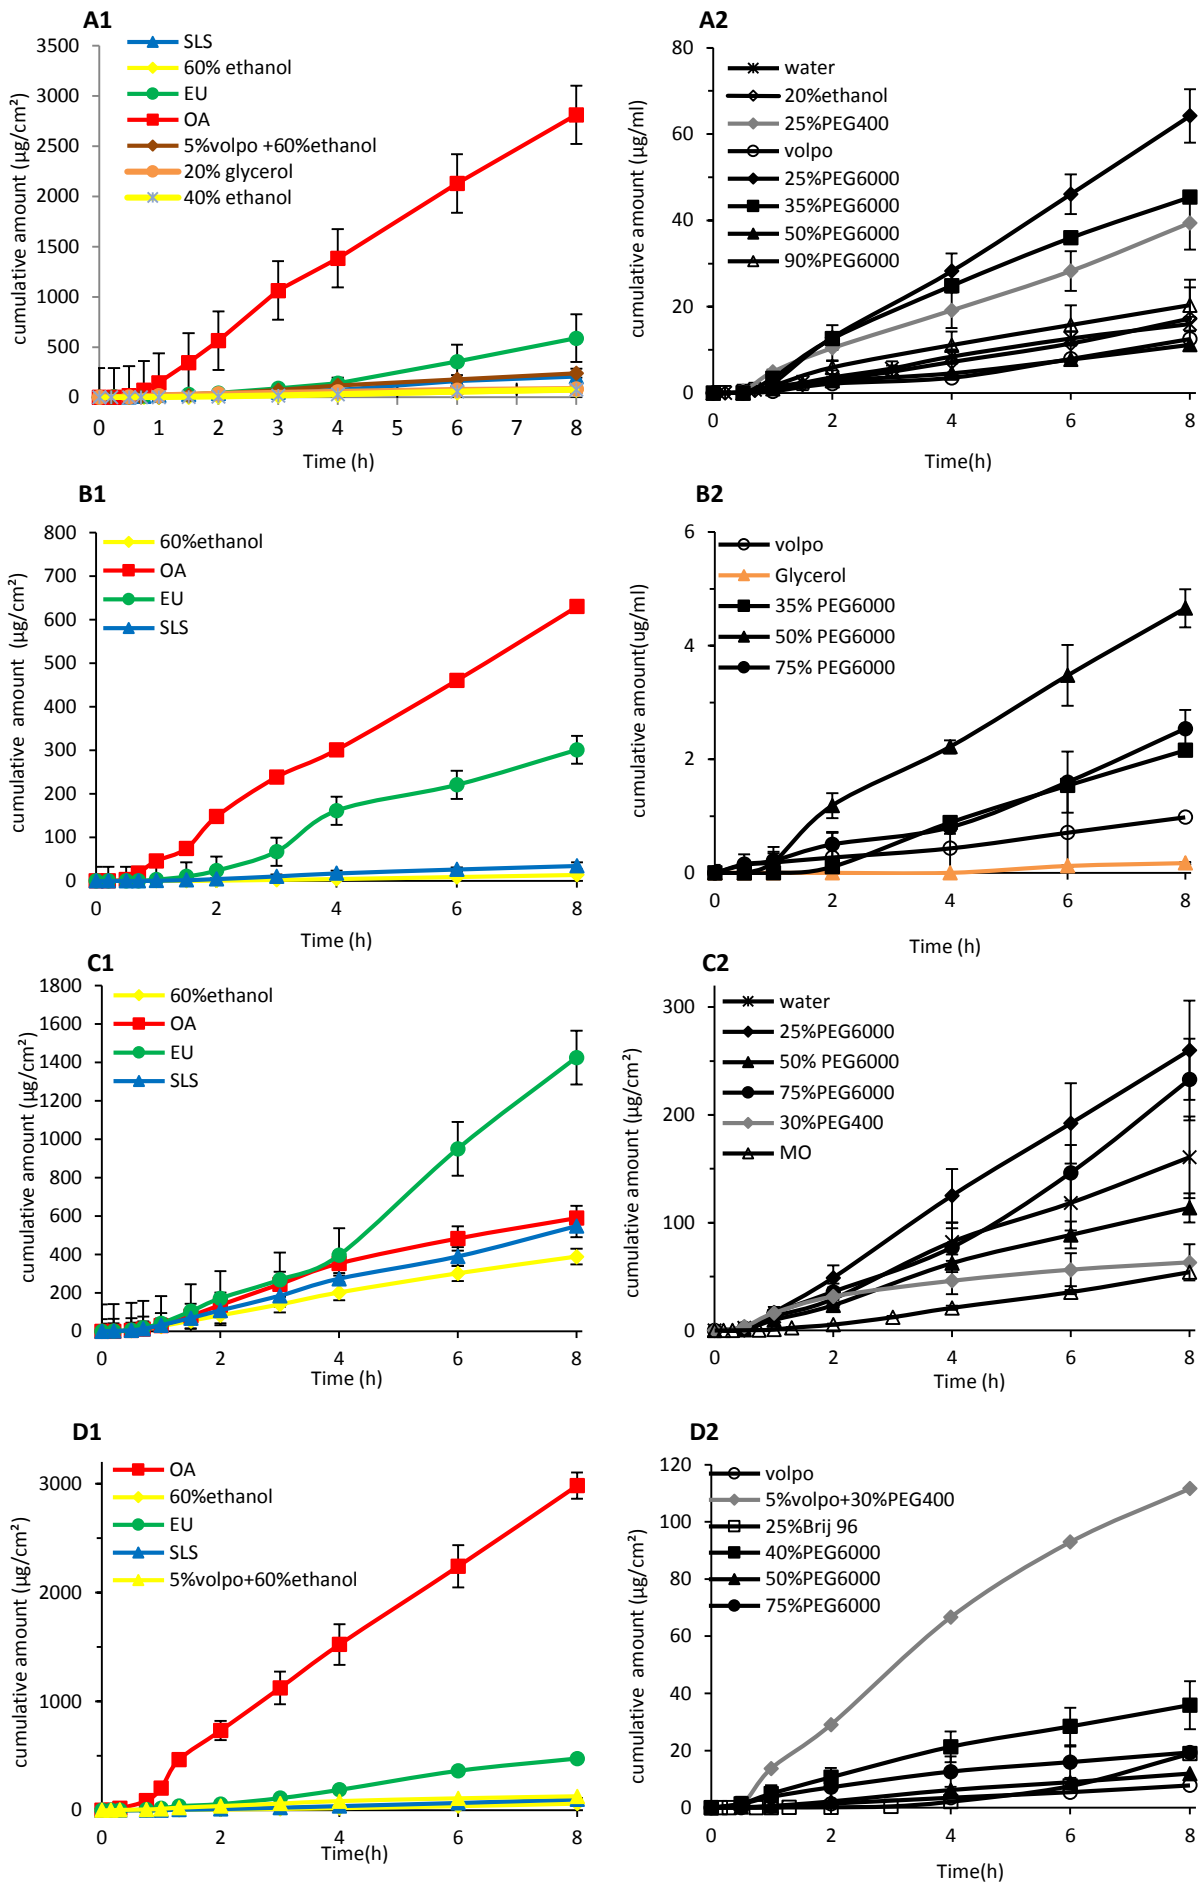 A1
SLS
60% ethanol
EU
OA
5%volpo +60%ethanol
20% glycerol
40% ethanol
cumulative amount (µg/cm²)
3500
3000
2500
2000
1500
1000
500
0
0 1 2 3 4 5 6 7 8
Time (h)
A2
water
20%ethanol
25%PEG400
volpo
25%PEG6000
35%PEG6000
50%PEG6000
90%PEG6000
cumulative amount (µg/ml)
80
60
40
20
0
0 2 4 6 8
Time(h)
B1
60%ethanol
OA
EU
SLS
cumulative amount (µg/cm²)
800
700
600
500
400
300
200
100
0
0 2 4 6 8
Time (h)
B2
volpo
Glycerol
35% PEG6000
50% PEG6000
75% PEG6000
cumulative amount(ug/ml)
6
4
2
0
0 2 4 6 8
Time (h)
C1
60%ethanol
OA
EU
SLS
cumulative amount (µg/cm²)
1800
1600
1400
1200
1000
800
600
400
200
0
0 2 4 6 8
Time (h)
C2
water
25%PEG6000
50% PEG6000
75%PEG6000
30%PEG400
MO
cumulative amount (µg/cm²)
300
200
100
0
0 2 4 6 8
Time (h)
D1
OA
60%ethanol
EU
SLS
5%volpo+60%ethanol
cumulative amount (µg/cm²)
3000
2000
1000
0
0 2 4 6 8
Time(h)
D2
volpo
5%volpo+30%PEG400
25%Brij 96
40%PEG6000
50%PEG6000
75%PEG6000
cumulative amount (µg/cm²)
120
100
80
60
40
20
0
0 2 4 6 8
Time(h)